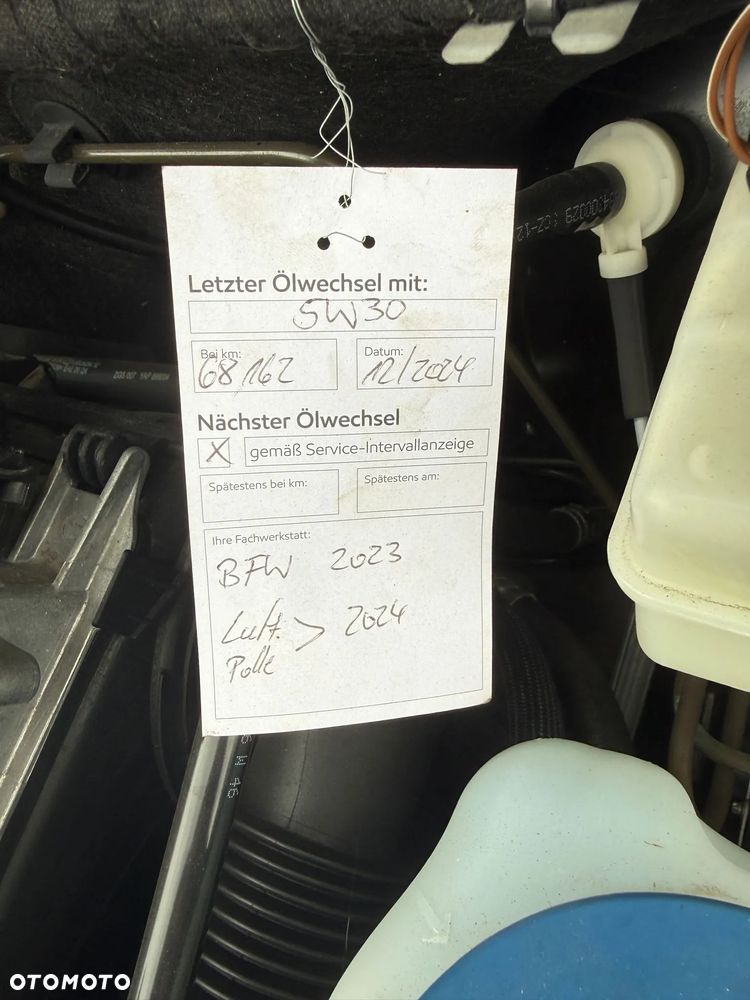 Letzter Ölwechsel mit:
5W30
Bei km:
68162
Datum:
12/2024
Nächster Ölwechsel
X gemäß Service-Intervallanzeige
Spätestens bei km:
Spätestens am:
Ihre Fachwerkstatt:
BFW 2023
Luft. > 2024
Polle
OTOMOTO